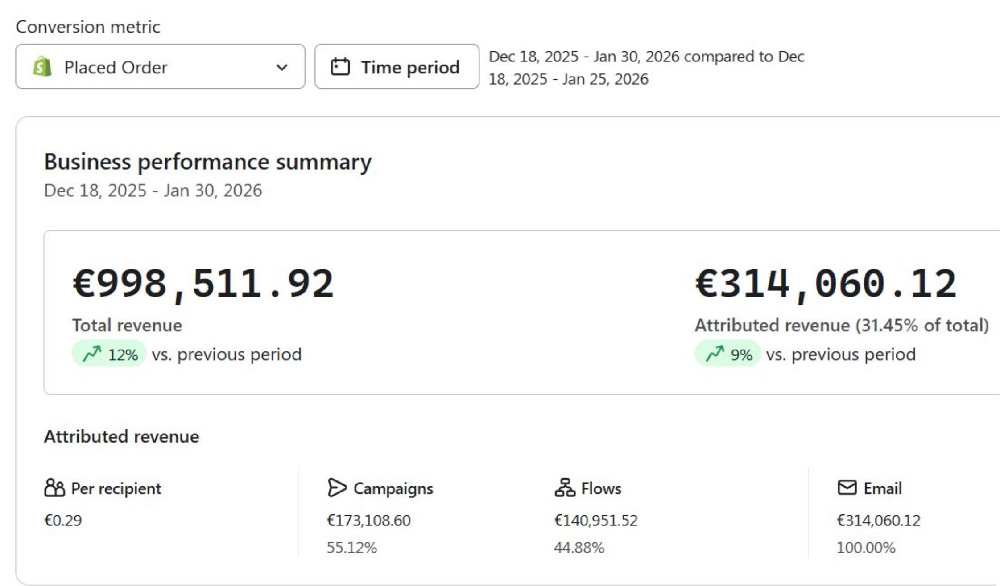 Conversion metric
Placed Order
Time period
Dec 18, 2025 - Jan 30, 2026 compared to Dec
18, 2025 - Jan 25, 2026
Business performance summary
Dec 18, 2025 - Jan 30, 2026
€998,511.92
Total revenue
12% vs. previous period
€314,060.12
Attributed revenue (31.45% of total)
9% vs. previous period
Attributed revenue
Per recipient
€0.29
Campaigns
€173,108.60
55.12%
Flows
€140,951.52
44.88%
Email
€314,060.12
100.00%